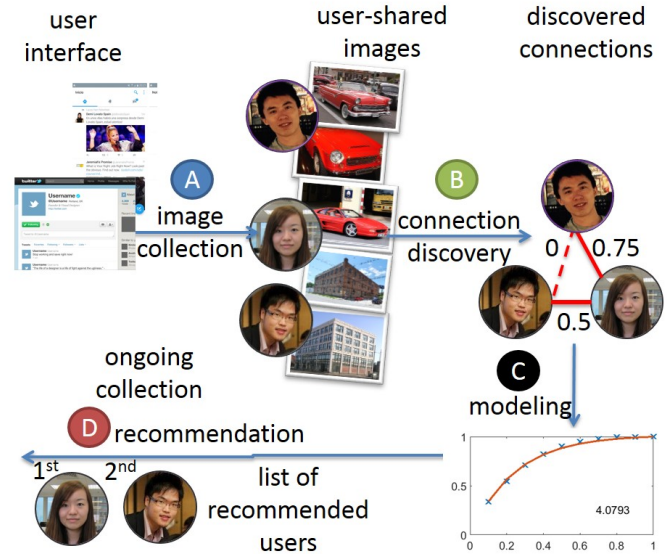 user
interface
user-shared
images
discovered
connections
A
image
collection
B
connection
discovery
twitter
Username
0
0.75
0.5
C
modeling
ongoing
collection
D
recommendation
1st
2nd
list of
recommended
users
1
0.5
0
4.0793
0
0.2
0.4
0.6
0.8
1